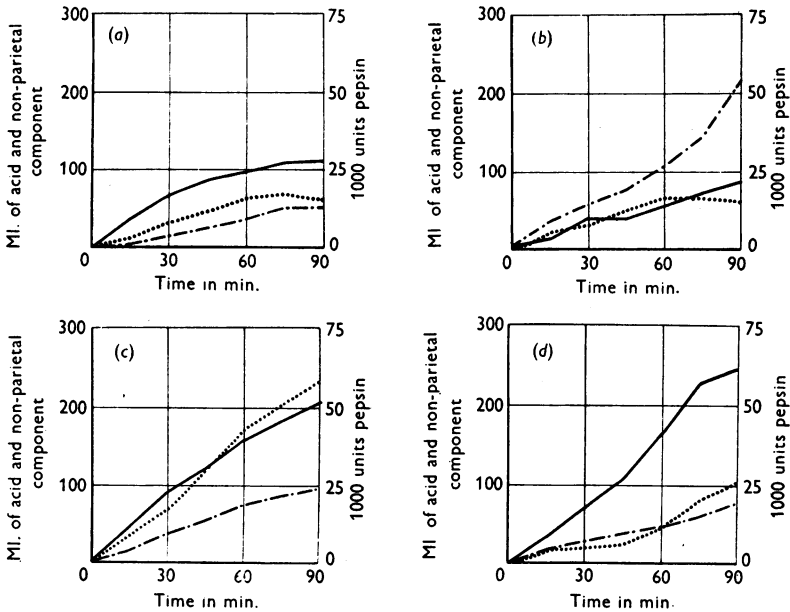 300
(a)
200
100
75
50
25
0
0
30
60
90
Time in min.
Ml. of acid and non-parietal
component
1000 units pepsin
300
(b)
200
100
75
50
25
0
0
30
60
90
Time in min.
Ml of acid and non-parietal
component
1000 units pepsin
300
(c)
200
100
75
50
25
0
0
30
60
90
Time in min.
Ml. of acid and non-parietal
component
1000 units pepsin
300
(d)
200
100
75
50
25
0
0
30
60
90
Time in min.
Ml of acid and non-parietal
component
1000 units pepsin